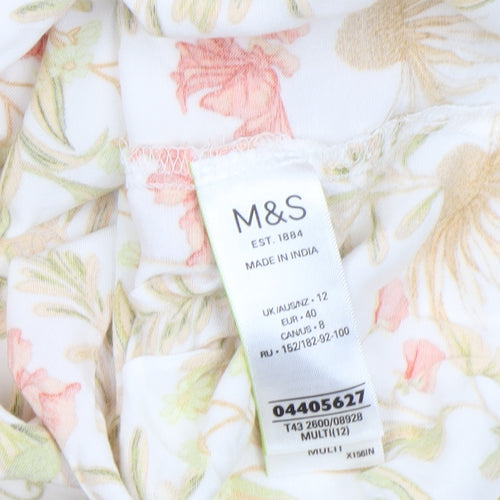 M&S
EST. 1884
MADE IN INDIA
UK/AUS/NZ • 12
EUR • 40
CAN/US • 8
RU • 152/182-92-100
04405627
T43 2600/08928
MULTI(12)
MULTI X156IN